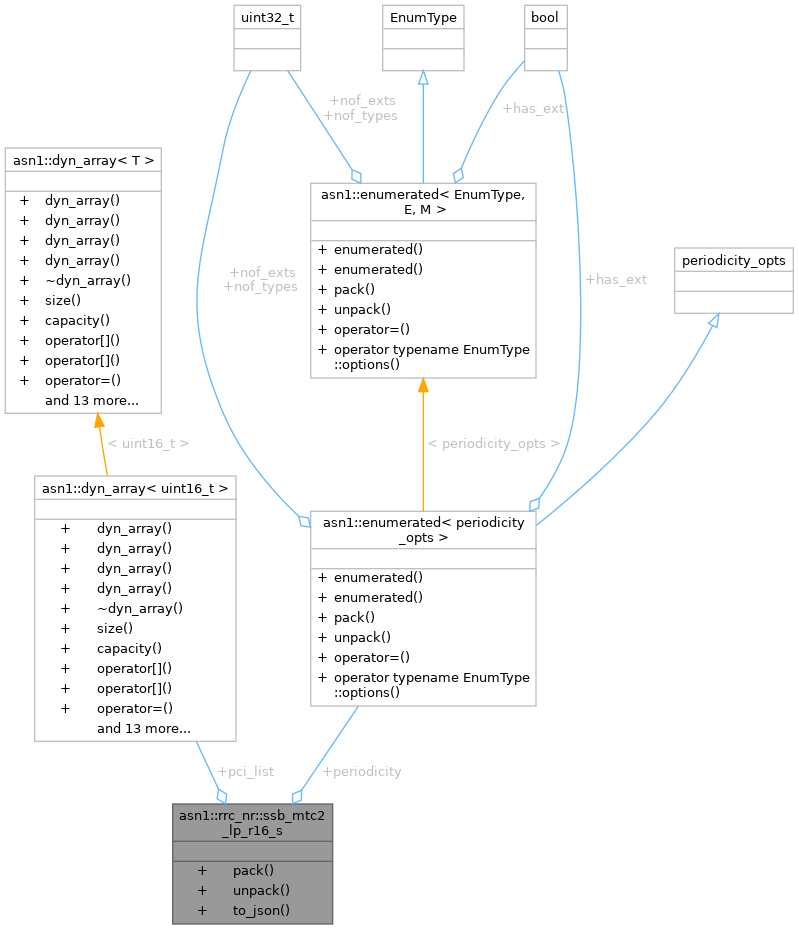 uint32_t
EnumType
bool
+nof_exts
+nof_types
+has_ext
asn1::dyn_array< T >
+ dyn_array()
+ dyn_array()
+ dyn_array()
+ dyn_array()
+ ~dyn_array()
+ size()
+ capacity()
+ operator[]()
+ operator[]()
+ operator=()
and 13 more...
asn1::enumerated< EnumType,
E, M >
+ enumerated()
+ enumerated()
+ pack()
+ unpack()
+ operator=()
+ operator typename EnumType
::options()
periodicity_opts
+nof_exts
+nof_types
+has_ext
< uint16_t >
< periodicity_opts >
asn1::dyn_array< uint16_t >
+ dyn_array()
+ dyn_array()
+ dyn_array()
+ dyn_array()
+ ~dyn_array()
+ size()
+ capacity()
+ operator[]()
+ operator[]()
+ operator=()
and 13 more...
asn1::enumerated< periodicity
_opts >
+ enumerated()
+ enumerated()
+ pack()
+ unpack()
+ operator=()
+ operator typename EnumType
::options()
+pci_list
+periodicity
asn1::rrc_nr::ssb_mtc2
_lp_r16_s
+ pack()
+ unpack()
+ to_json()